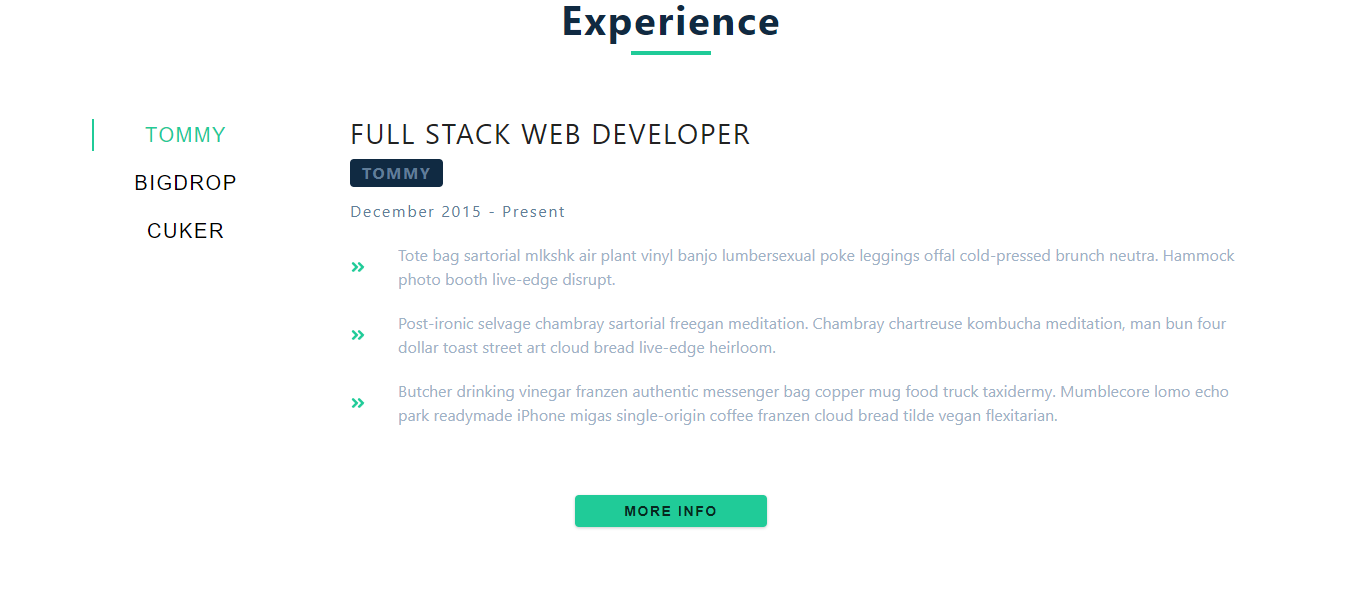 Experience
TOMMY
BIGDROP
CUKER
FULL STACK WEB DEVELOPER
TOMMY
December 2015 - Present
Tote bag sartorial mlkshk air plant vinyl banjo lumbersexual poke leggings offal cold-pressed brunch neutra. Hammock
photo booth live-edge disrupt.
Post-ironic selvage chambray sartorial freegan meditation. Chambray chartreuse kombucha meditation, man bun four
dollar toast street art cloud bread live-edge heirloom.
Butcher drinking vinegar franzen authentic messenger bag copper mug food truck taxidermy. Mumblecore lomo echo
park readymade iPhone migas single-origin coffee franzen cloud bread tilde vegan flexitarian.
MORE INFO